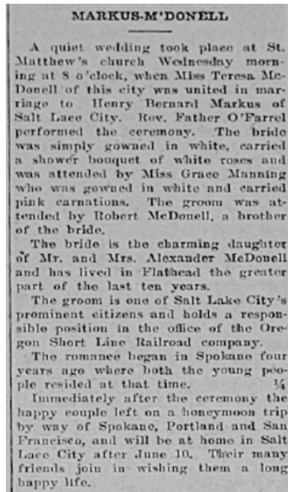 MARKUS-M'DONELL
A quiet wedding took place at St.
Matthew's church Wednesday morn-
ing at 8 o'clock, when Miss Teresa Mc-
Donell of this city was united in mar-
riage to Henry Bernard Markus of
Salt Lace City. Rev. Father O'Farrel
performed the ceremony. The bride
was simply gowned in white, carried
a shower bouquet of white roses and
was attended by Miss Grace Manning
who was gowned in white and carried
pink carnations. The groom was at-
tended by Robert McDonell, a brother
of the bride.
The bride is the charming daughter
of Mr. and Mrs. Alexander McDonell
and has lived in Flathead the greater
part of the last ten years.
The groom is one of Salt Lake City's
prominent citizens and holds a respon-
sible position in the office of the Ore-
gon Short Line Railroad company.
The romance began in Spokane four
years ago where both the young peo-
ple resided at that time. ¼
Immediately after the ceremony the
happy couple left on a honeymoon trip
by way of Spokane, Portland and San
Francisco, and will be at home in Salt
Lace City after June 10. Their many
friends join in wishing them a long
happy life.